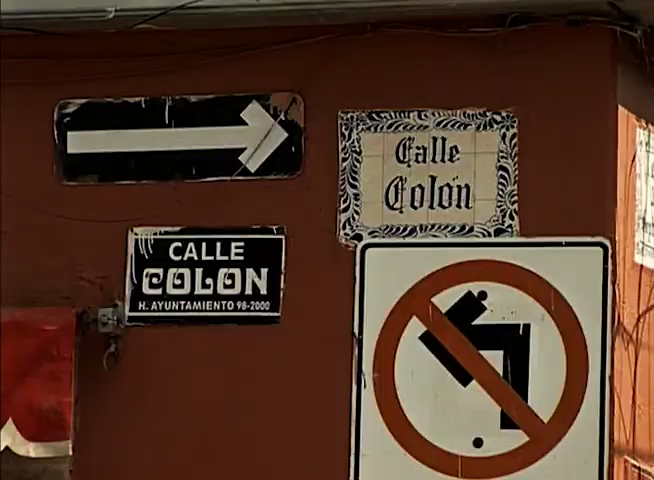 Calle
Colón
CALLE
COLON
H. AYUNTAMIENTO 98-2000